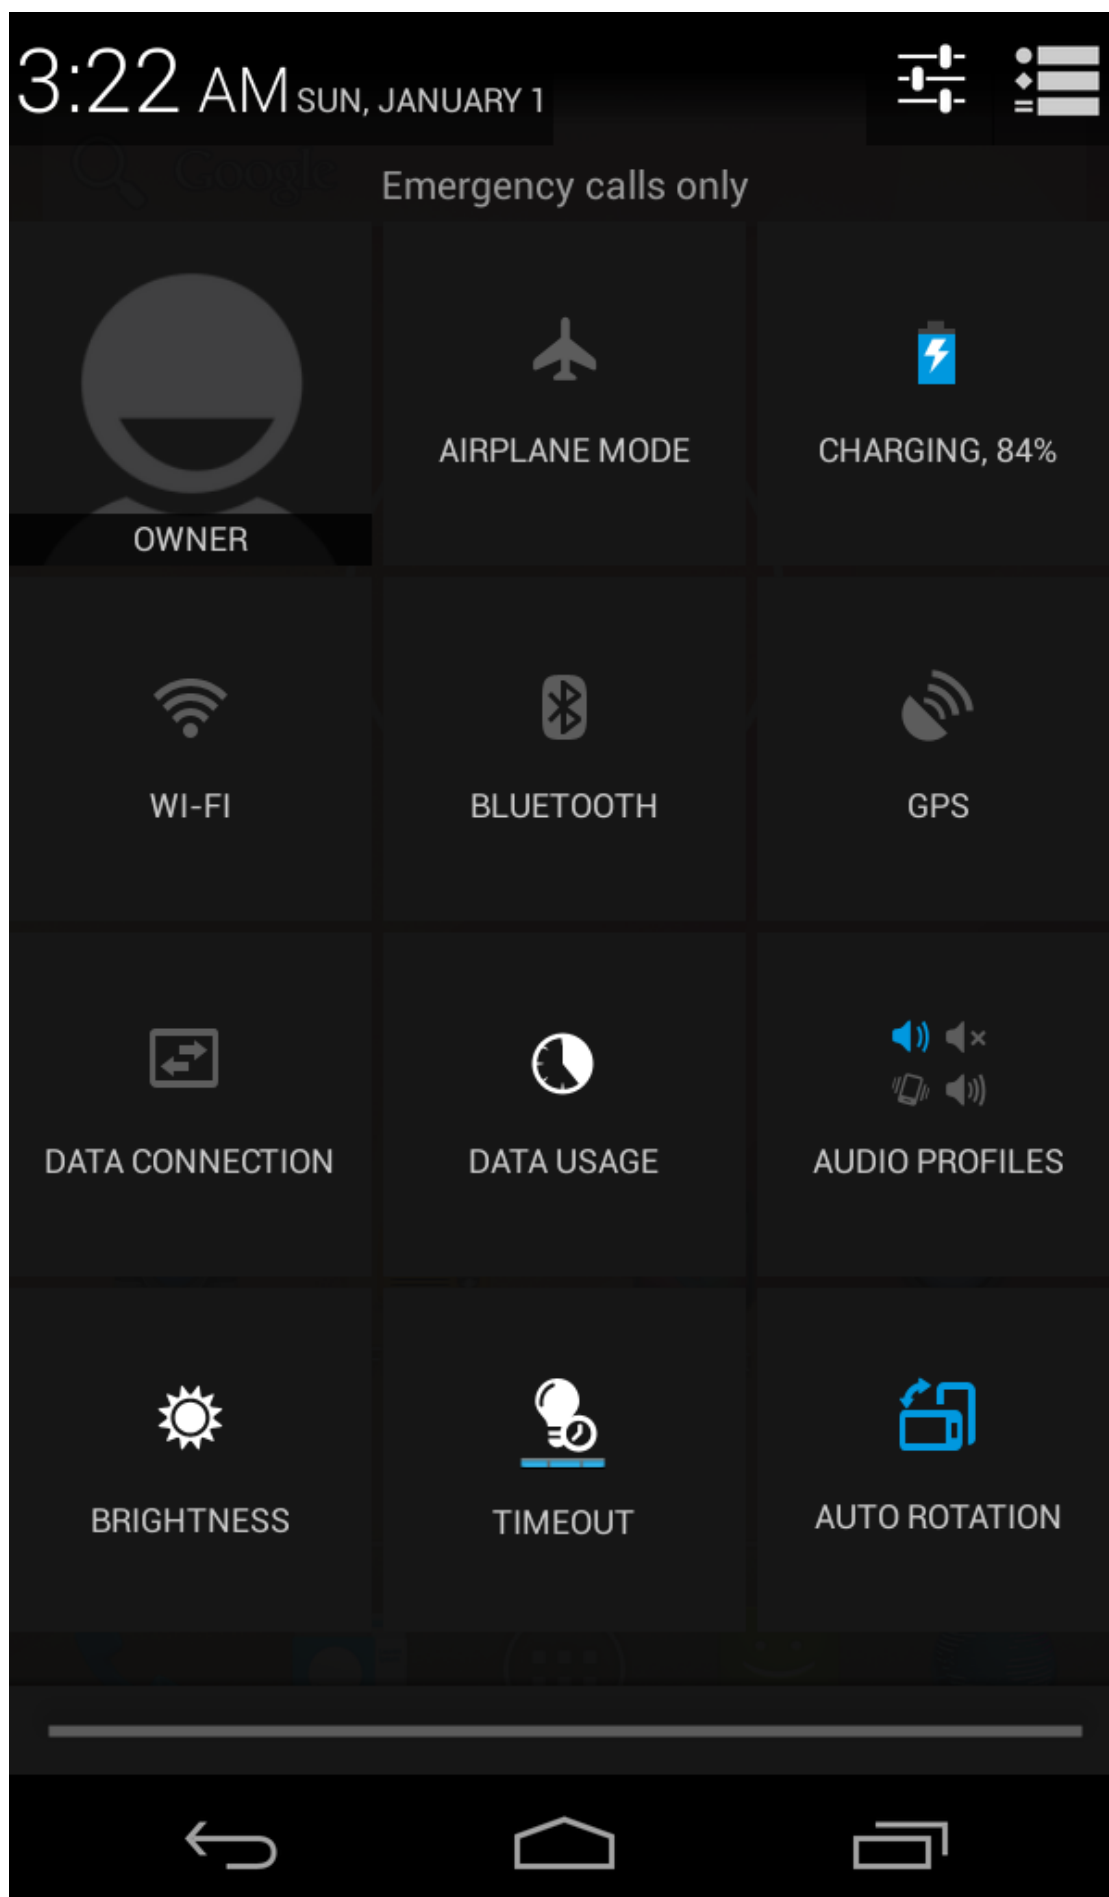 3:22 AM SUN, JANUARY 1
Google
Emergency calls only
OWNER
AIRPLANE MODE
CHARGING, 84%
WI-FI
BLUETOOTH
GPS
DATA CONNECTION
DATA USAGE
AUDIO PROFILES
BRIGHTNESS
TIMEOUT
AUTO ROTATION